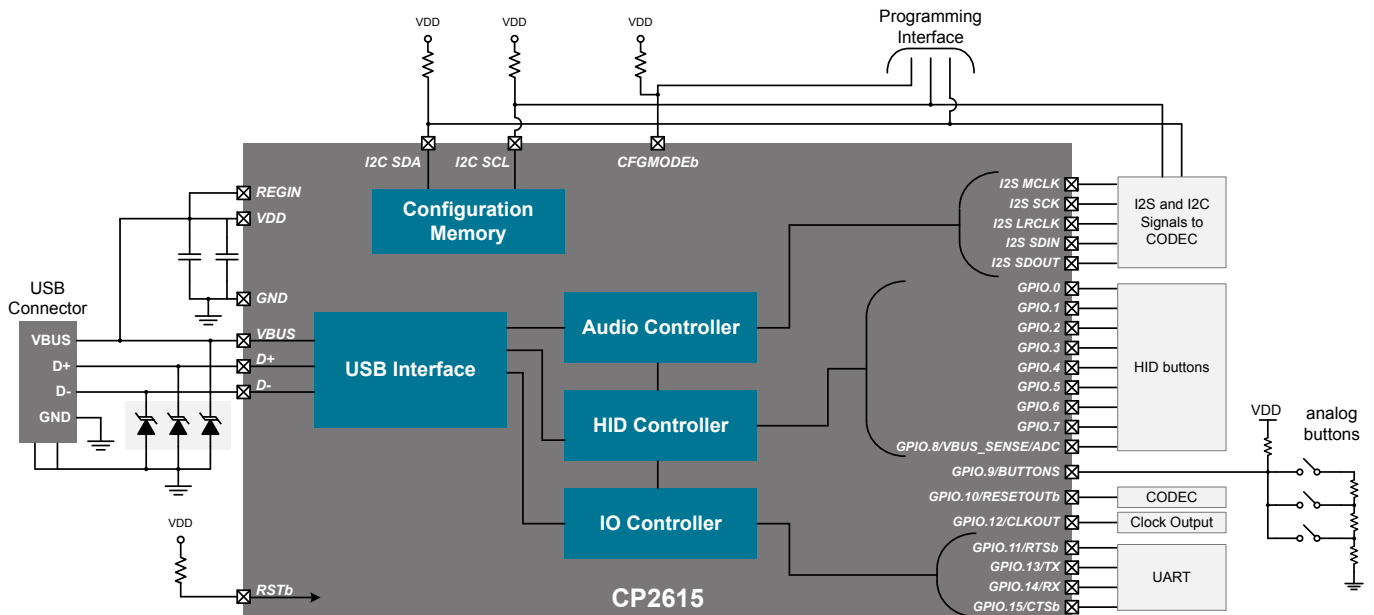 Programming
Interface
VDD
VDD
VDD
I2C SDA
I2C SCL
CFGMODEb
REGIN
VDD
GND
VBUS
D+
D-
RSTb
USB
Connector
VBUS
D+
D-
GND
VDD
Configuration
Memory
USB Interface
Audio Controller
HID Controller
IO Controller
CP2615
I2S MCLK
I2S SCK
I2S LRCLK
I2S SDIN
I2S SDOUT
GPIO.0
GPIO.1
GPIO.2
GPIO.3
GPIO.4
GPIO.5
GPIO.6
GPIO.7
GPIO.8/VBUS_SENSE/ADC
GPIO.9/BUTTONS
GPIO.10/RESETOUTb
GPIO.12/CLKOUT
GPIO.11/RTSb
GPIO.13/TX
GPIO.14/RX
GPIO.15/CTSb
I2S and I2C
Signals to
CODEC
HID buttons
CODEC
Clock Output
UART
VDD
analog
buttons